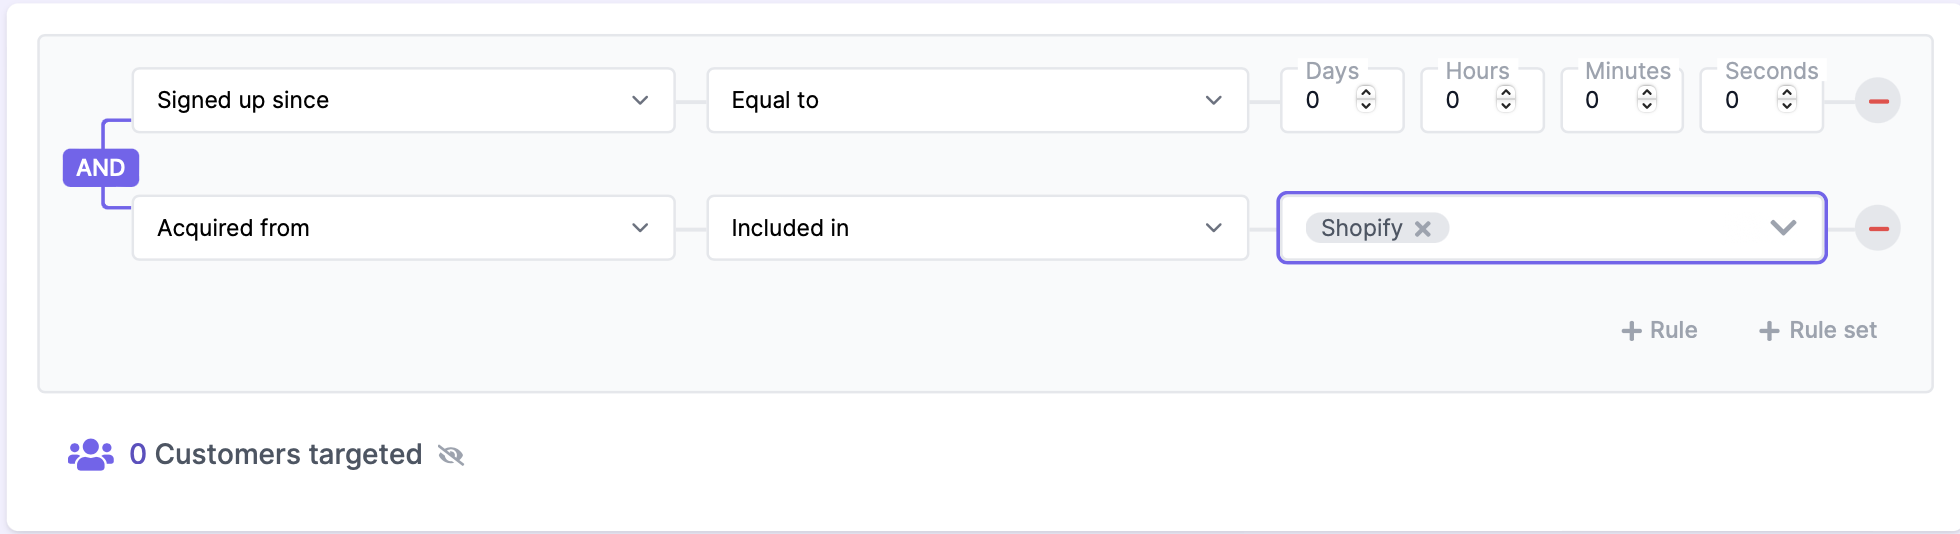 Signed up since
Equal to
Days
0
Hours
0
Minutes
0
Seconds
0
AND
Acquired from
Included in
Shopify
Rule
Rule set
0 Customers targeted